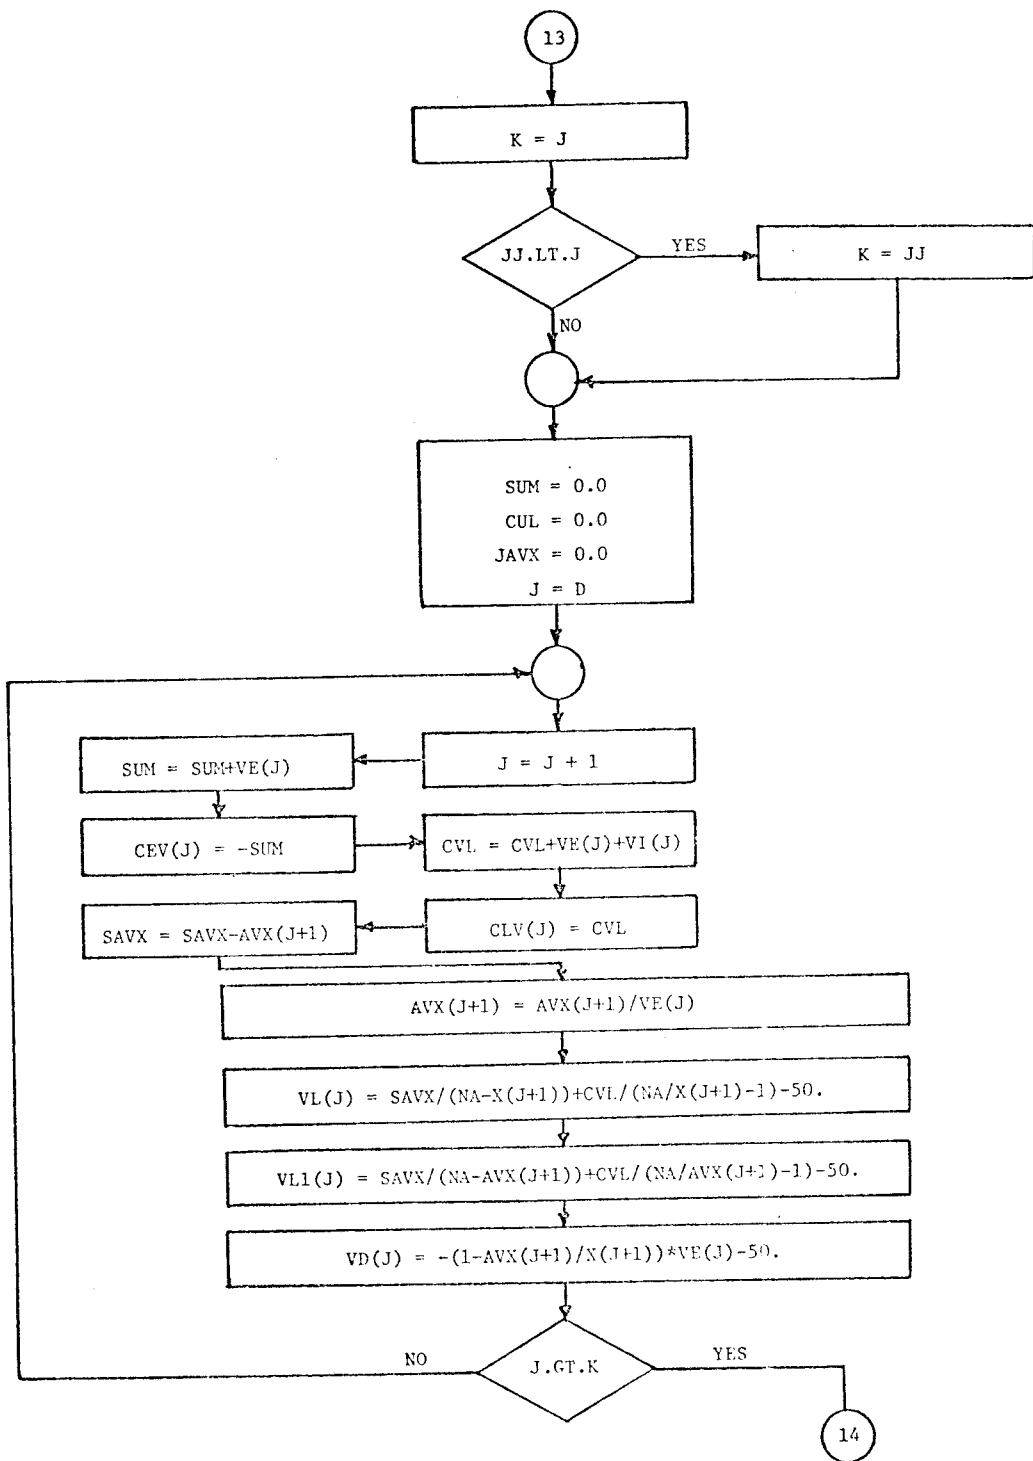 13
K = J
JJ.LT.J
YES
K = JJ
NO
SUM = 0.0
CUL = 0.0
JAVX = 0.0
J = D
J = J + 1
SUM = SUM+VE(J)
CEV(J) = -SUM
CVL = CVL+VE(J)+VI(J)
CLV(J) = CVL
SAVX = SAVX-AVX(J+1)
AVX(J+1) = AVX(J+1)/VE(J)
VL(J) = SAVX/(NA-X(J+1))+CVL/(NA/X(J+1)-1)-50.
VL1(J) = SAVX/(NA-AVX(J+1))+CVL/(NA/AVX(J+1)-1)-50.
VD(J) = -(1-AVX(J+1)/X(J+1))*VE(J)-50.
J.GT.K
NO
YES
14